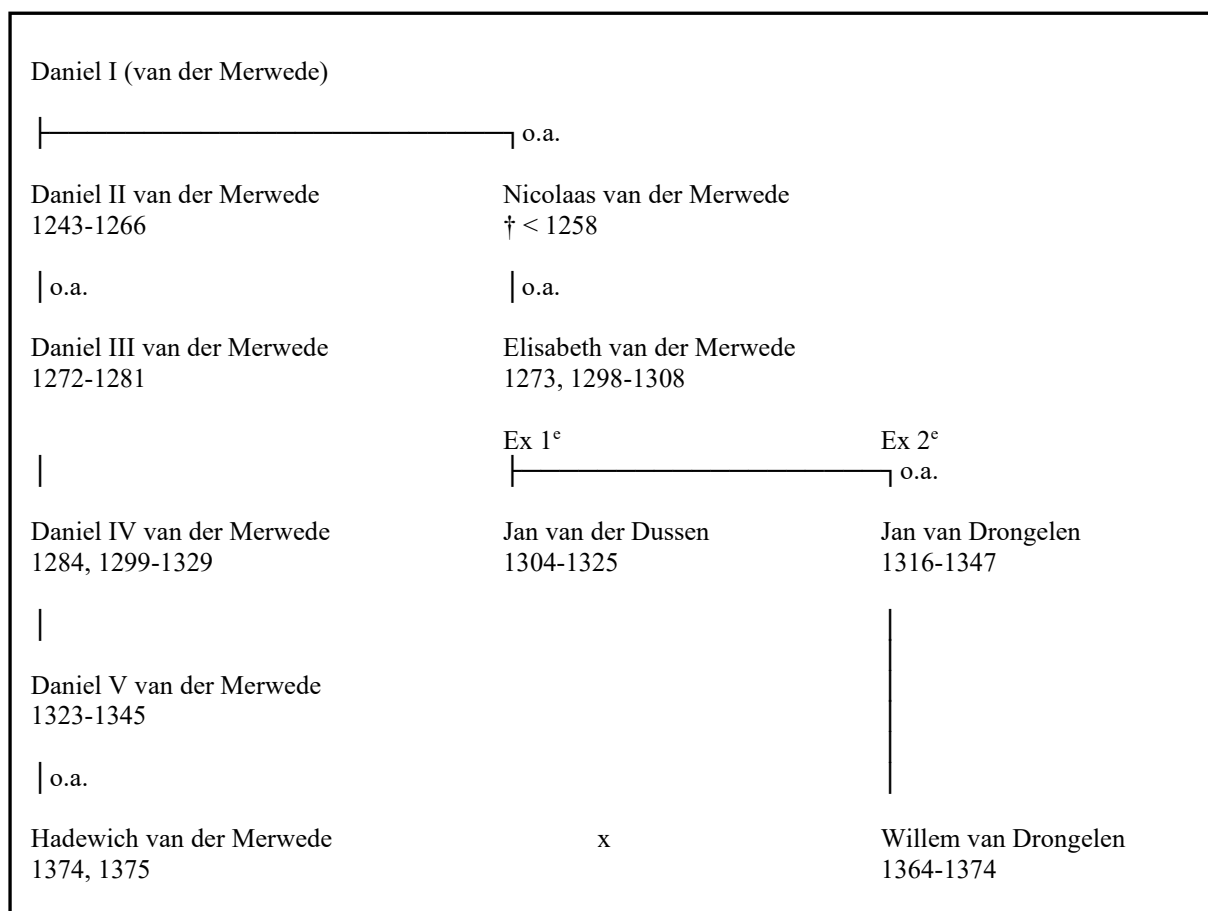 Daniel I (van der Merwede)
o.a.
Daniel II van der Merwede Nicolaas van der Merwede
1243-1266 † < 1258
o.a. o.a.
Daniel III van der Merwede Elisabeth van der Merwede
1272-1281 1273, 1298-1308
Ex 1e Ex 2e
o.a.
Daniel IV van der Merwede Jan van der Dussen Jan van Drongelen
1284, 1299-1329 1304-1325 1316-1347
Daniel V van der Merwede
1323-1345
o.a.
Hadewich van der Merwede x Willem van Drongelen
1374, 1375 1364-1374